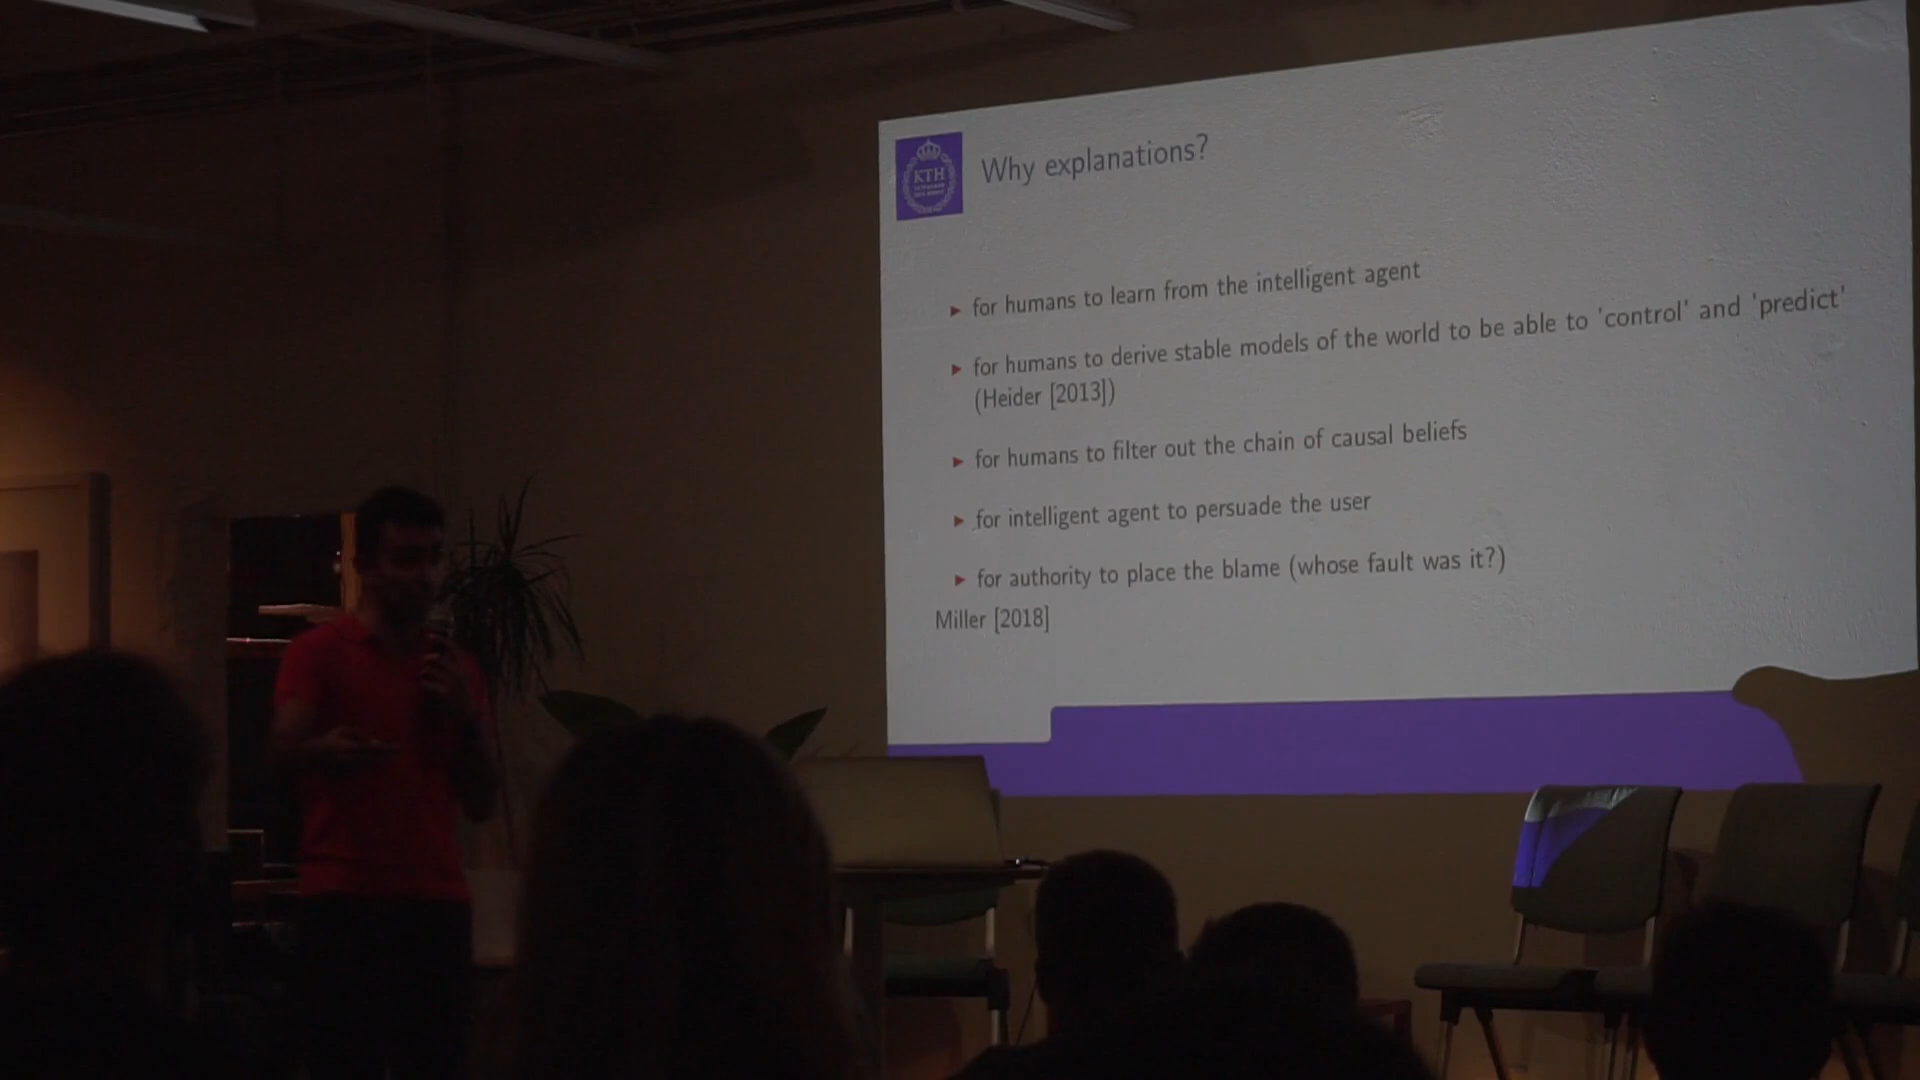 KTH
Why explanations?
▶ for humans to learn from the intelligent agent
▶ for humans to derive stable models of the world to be able to 'control' and 'predict'
(Heider [2013])
▶ for humans to filter out the chain of causal beliefs
▶ for intelligent agent to persuade the user
▶ for authority to place the blame (whose fault was it?)
Miller [2018]